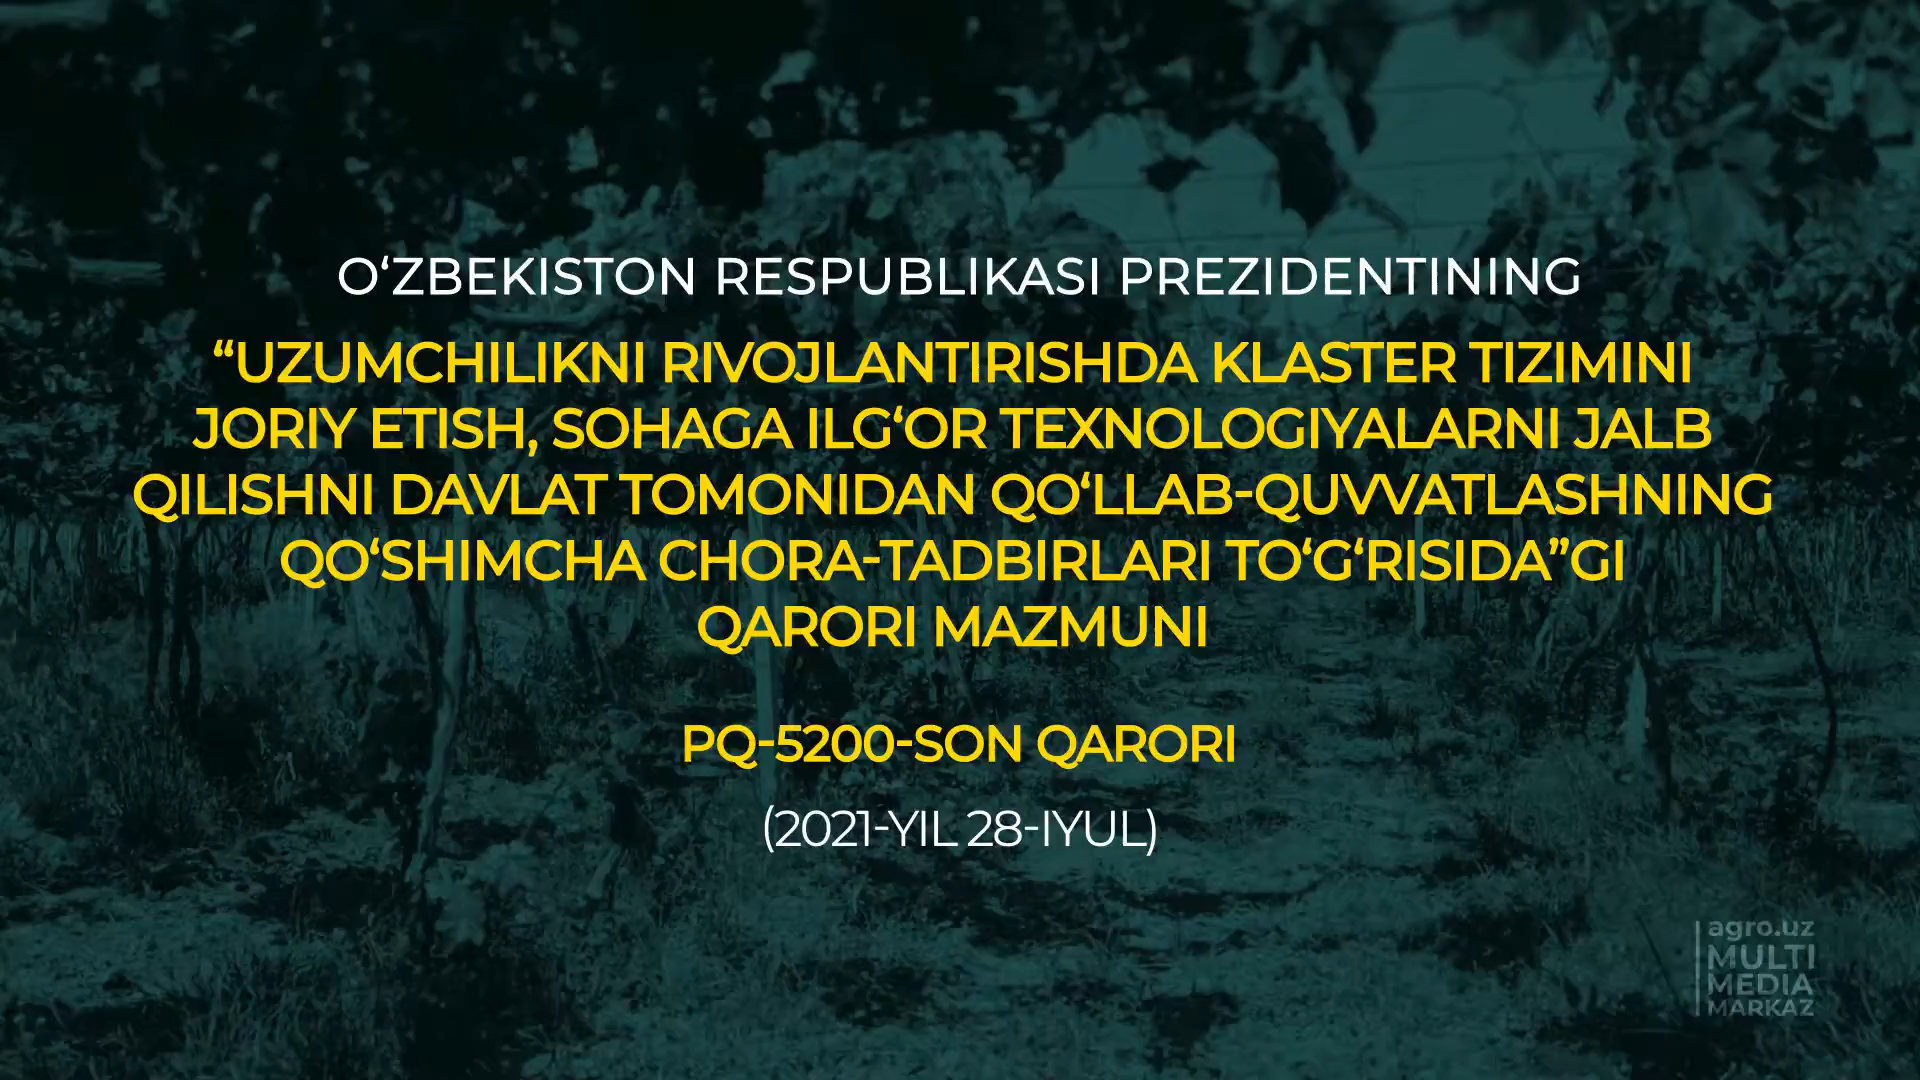 O‘ZBEKISTON RESPUBLIKASI PREZIDENTINING
“UZUMCHILIKNI RIVOJLANTIRISHDA KLASTER TIZIMINI
JORIY ETISH, SOHAGA ILG‘OR TEXNOLOGIYALARNI JALB
QILISHNI DAVLAT TOMONIDAN QO‘LLAB-QUVVATLASHNING
QO‘SHIMCHA CHORA-TADBIRLARI TO‘G‘RISIDA”GI
QARORI MAZMUNI
PQ-5200-SON QARORI
(2021-YIL 28-IYUL)
agro.uz
MULTI
MEDIA
MARKAZ